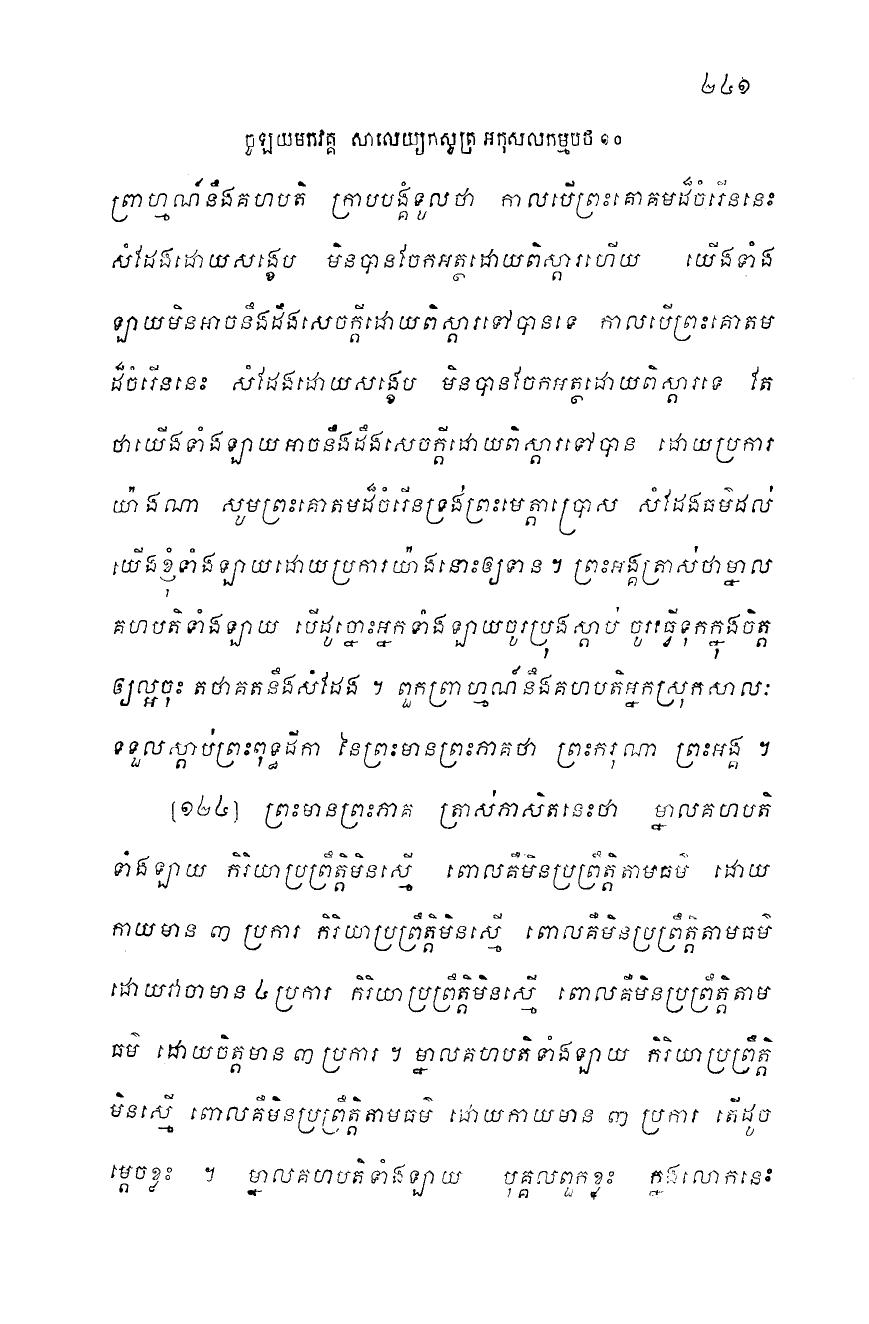 ២៤១
ចូឡយមកវគ្គ សាលេយ្យកសូត្រ អកុសលកម្មបថ ១០
ព្រាហ្មណ៍នឹងគហបតិ ក្រាបបង្គំទូលថា កាលបើព្រះគោតមដ៏ចំរើននេះ
សំដែងដោយសង្ខេប មិនបានចែកអត្ថដោយពិស្តារហើយ យើងទាំង
ឡាយមិនអាចនឹងដឹងសេចក្តីដោយពិស្តារទៅបានទេ កាលបើព្រះគោតម
ដ៏ចំរើននេះ សំដែងដោយសង្ខេប មិនបានចែកអត្ថដោយពិស្តារទេ តែ
ថាយើងទាំងឡាយអាចនឹងដឹងសេចក្តីដោយពិស្តារទៅបាន ដោយប្រការ
យ៉ាងណា សូមព្រះគោតមដ៏ចំរើនទ្រង់ព្រះមេត្តាប្រោស សំដែងធម៌ដល់
យើងខ្ញុំទាំងឡាយដោយប្រការយ៉ាងនោះឲ្យទាន ។ ព្រះអង្គត្រាស់ថាម្នាល
គហបតិទាំងឡាយ បើដូច្នោះអ្នកទាំងឡាយចូរប្រុងស្តាប់ ចូរធ្វើទុកក្នុងចិត្ត
ឲ្យល្អចុះ តថាគតនឹងសំដែង ។ ពួកព្រាហ្មណ៍នឹងគហបតិអ្នកស្រុកសាលៈ
ទទួលស្តាប់ព្រះពុទ្ធដីកា នៃព្រះមានព្រះភាគថា ព្រះករុណា ព្រះអង្គ ។
[១២៤] ព្រះមានព្រះភាគ ត្រាស់ភាសិតនេះថា ម្នាលគហបតិ
ទាំងឡាយ កិរិយាប្រព្រឹត្តិមិនស្មើ ពោលគឺមិនប្រព្រឹត្តិតាមធម៌ ដោយ
កាយមាន ៣ ប្រការ កិរិយាប្រព្រឹត្តិមិនស្មើ ពោលគឺមិនប្រព្រឹត្តិតាមធម៌
ដោយវាចាមាន ៤ ប្រការ កិរិយាប្រព្រឹត្តិមិនស្មើ ពោលគឺមិនប្រព្រឹត្តិតាម
ធម៌ ដោយចិត្តមាន ៣ ប្រការ ។ ម្នាលគហបតិទាំងឡាយ កិរិយាប្រព្រឹត្តិ
មិនស្មើ ពោលគឺមិនប្រព្រឹត្តិតាមធម៌ ដោយកាយមាន ៣ ប្រការ តើដូច
ម្តេចខ្លះ ។ ម្នាលគហបតិទាំងឡាយ បុគ្គលពួកខ្លះ ក្នុងលោកនេះ